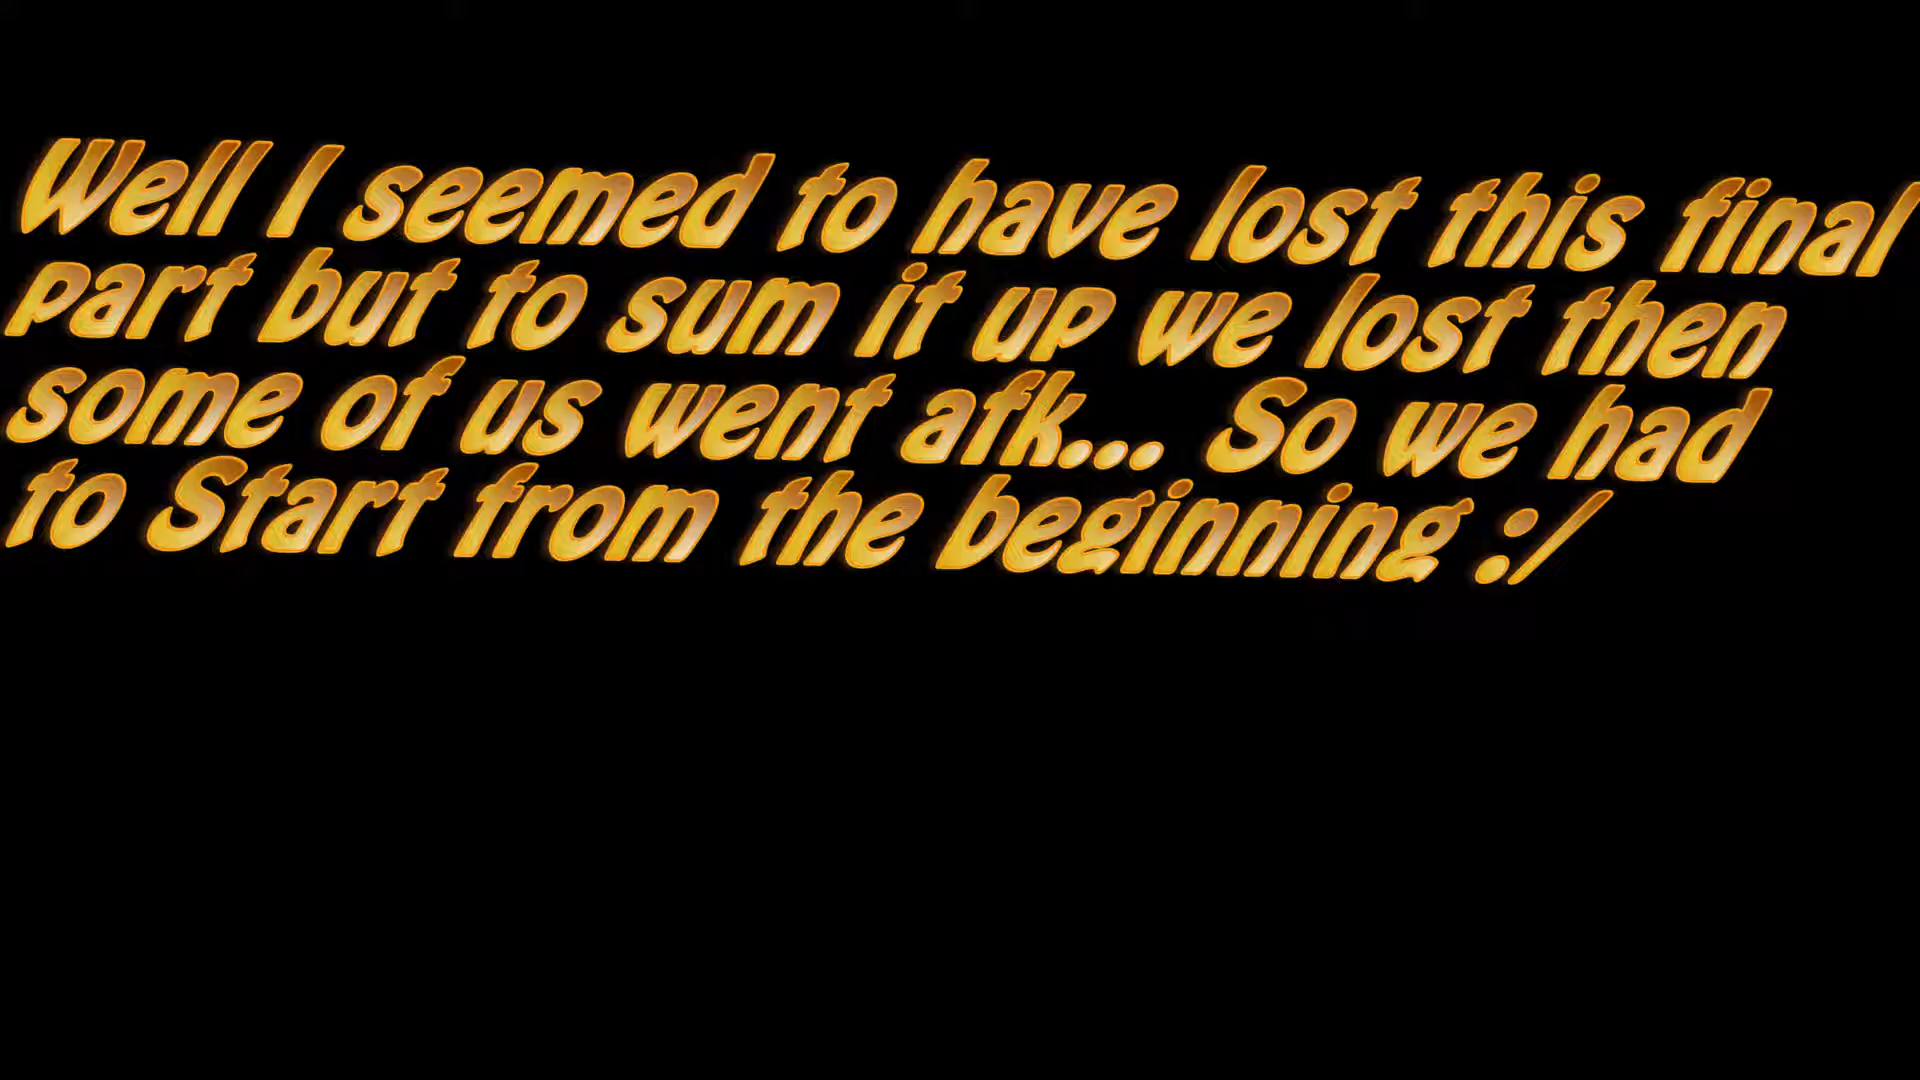 Well I seemed to have lost this final
part but to sum it up we lost then
some of us went afk... So we had
to Start from the beginning :/